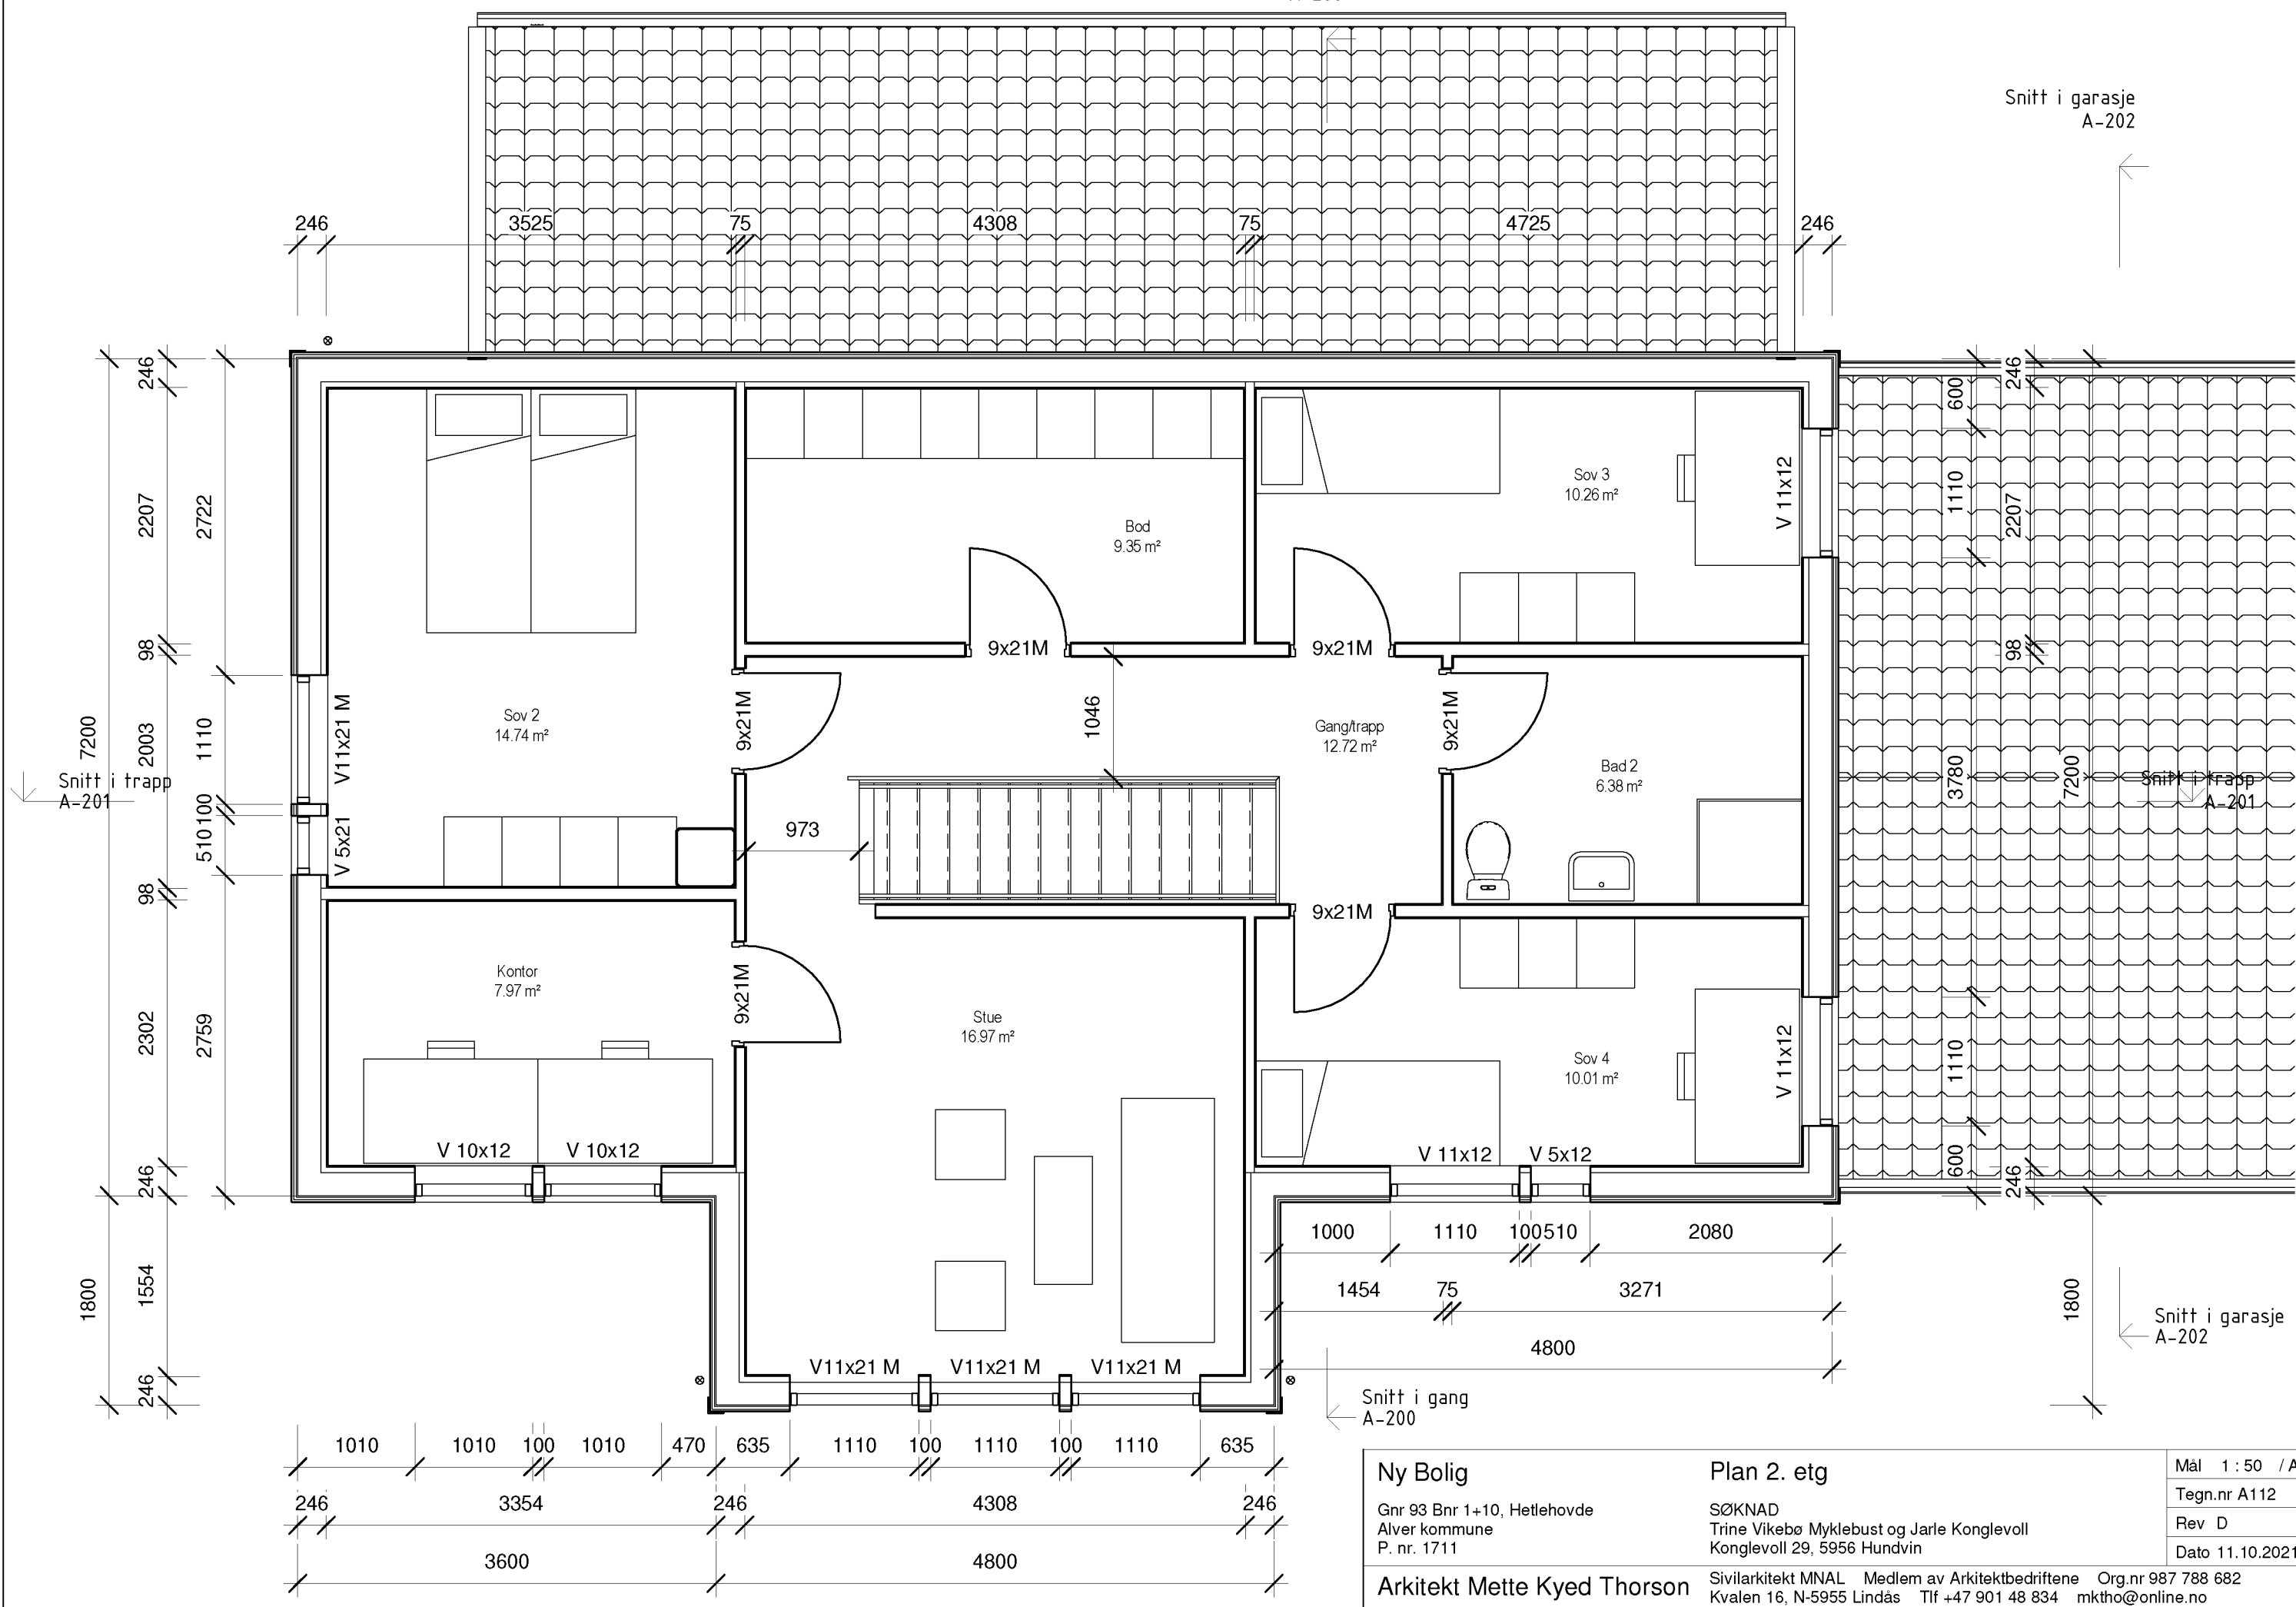 Snitt i garasje
A-202
246
3525
75
4308
75
4725
246
246
2207
98
2003
98
2302
246
1554
246
7200
1800
2722
1110
100
510
2759
Snitt i trapp
A-201
V11x21 M
V 5x21
Sov 2
14.74 m²
Bod
9.35 m²
Sov 3
10.26 m²
V 11x12
9x21M
9x21M
9x21M
1046
Gang/trapp
12.72 m²
9x21M
Bad 2
6.38 m²
973
9x21M
Kontor
7.97 m²
9x21M
Stue
16.97 m²
Sov 4
10.01 m²
V 11x12
V 10x12
V 10x12
V 11x12
V 5x12
V11x21 M
V11x21 M
V11x21 M
600
1110
3780
1110
600
246
2207
98
246
7200
1800
Snitt i trapp
A-201
1000
1110
100
510
2080
1454
75
3271
4800
Snitt i garasje
A-202
Snitt i gang
A-200
1010
1010
100
1010
470
635
1110
100
1110
100
1110
635
246
3354
246
4308
246
3600
4800
Ny Bolig
Gnr 93 Bnr 1+10, Hetlehovde
Alver kommune
P. nr. 1711
Plan 2. etg
SØKNAD
Trine Vikebø Myklebust og Jarle Konglevoll
Konglevoll 29, 5956 Hundvin
Mål 1 : 50 / A
Tegn.nr A112
Rev D
Dato 11.10.2021
Arkitekt Mette Kyed Thorson
Sivilarkitekt MNAL Medlem av Arkitektbedriftene Org.nr 987 788 682
Kvalen 16, N-5955 Lindås Tlf +47 901 48 834 mktho@online.no